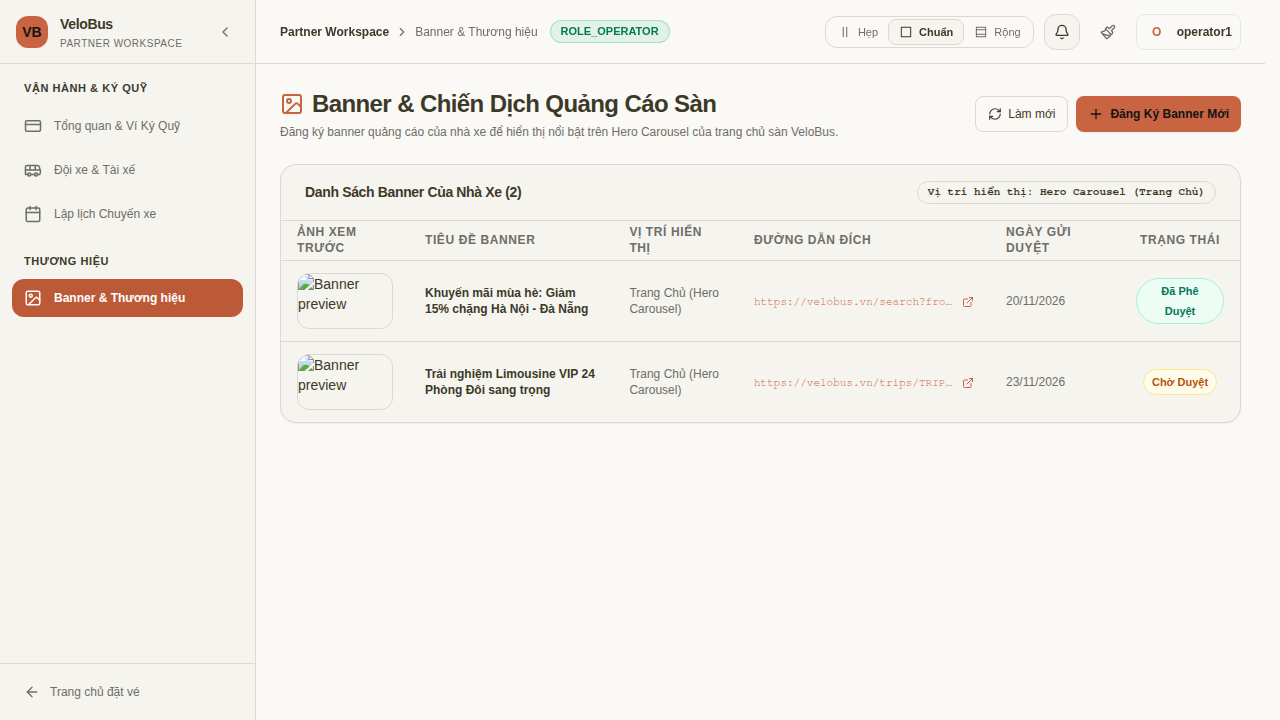 VB
VeloBus
PARTNER WORKSPACE
VẬN HÀNH & KÝ QUỸ
Tổng quan & Ví Ký Quỹ
Đội xe & Tài xế
Lập lịch Chuyến xe
THƯƠNG HIỆU
Banner & Thương hiệu
Trang chủ đặt vé
Partner Workspace
Banner & Thương hiệu
ROLE_OPERATOR
Hẹp
Chuẩn
Rộng
O
operator1
Banner & Chiến Dịch Quảng Cáo Sàn
Đăng ký banner quảng cáo của nhà xe để hiển thị nổi bật trên Hero Carousel của trang chủ sàn VeloBus.
Làm mới
Đăng Ký Banner Mới
Danh Sách Banner Của Nhà Xe (2)
Vị trí hiển thị: Hero Carousel (Trang Chủ)
ẢNH XEM
TRƯỚC
TIÊU ĐỀ BANNER
VỊ TRÍ HIỂN
THỊ
ĐƯỜNG DẪN ĐÍCH
NGÀY GỬI
DUYỆT
TRẠNG THÁI
Banner
preview
Khuyến mãi mùa hè: Giảm
15% chặng Hà Nội - Đà Nẵng
Trang Chủ (Hero
Carousel)
https://velobus.vn/search?fro…
20/11/2026
Đã Phê
Duyệt
Banner
preview
Trải nghiệm Limousine VIP 24
Phòng Đôi sang trọng
Trang Chủ (Hero
Carousel)
https://velobus.vn/trips/TRIP…
23/11/2026
Chờ Duyệt